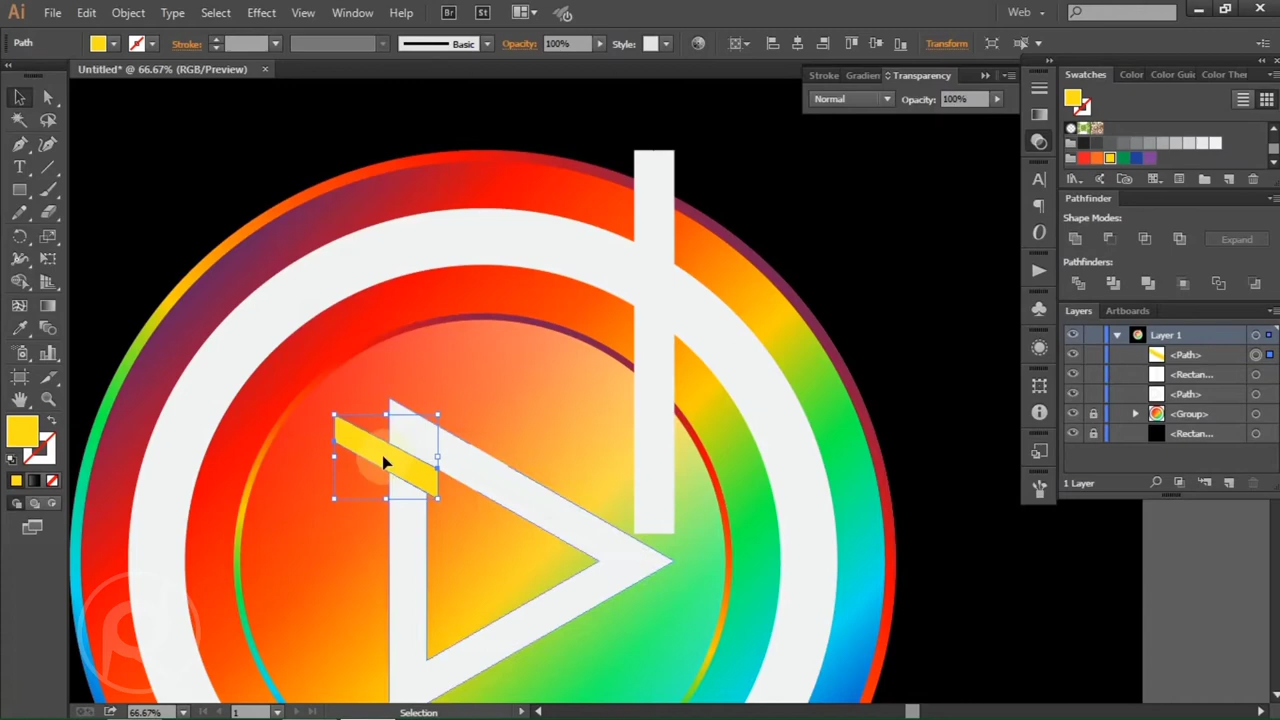 Ai File Edit Object Type Select Effect View Window Help Br St Web
Path Stroke: Basic Opacity: 100% Style: Transform
Untitled* @ 66.67% (RGB/Preview) ×
Stroke Gradien Transparency
Normal Opacity: 100%
Swatches Color Color Gui Color Ther
Pathfinder
Shape Modes:
Expand
Pathfinders:
Layers Artboards
Layer 1
<Path>
<Rectan...
<Path>
<Group>
<Rectan...
1 Layer
66.67% 1 Selection